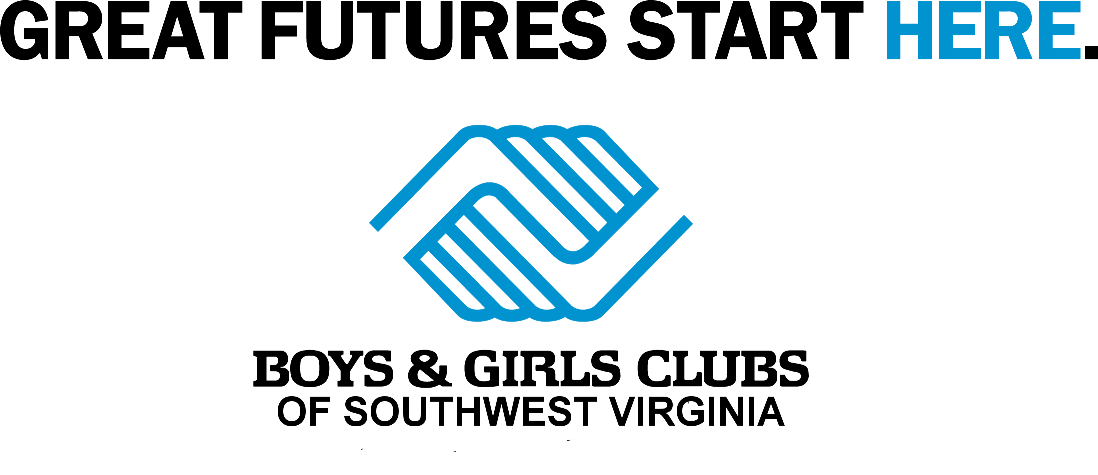 GREAT FUTURES START HERE.
BOYS & GIRLS CLUBS
OF SOUTHWEST VIRGINIA